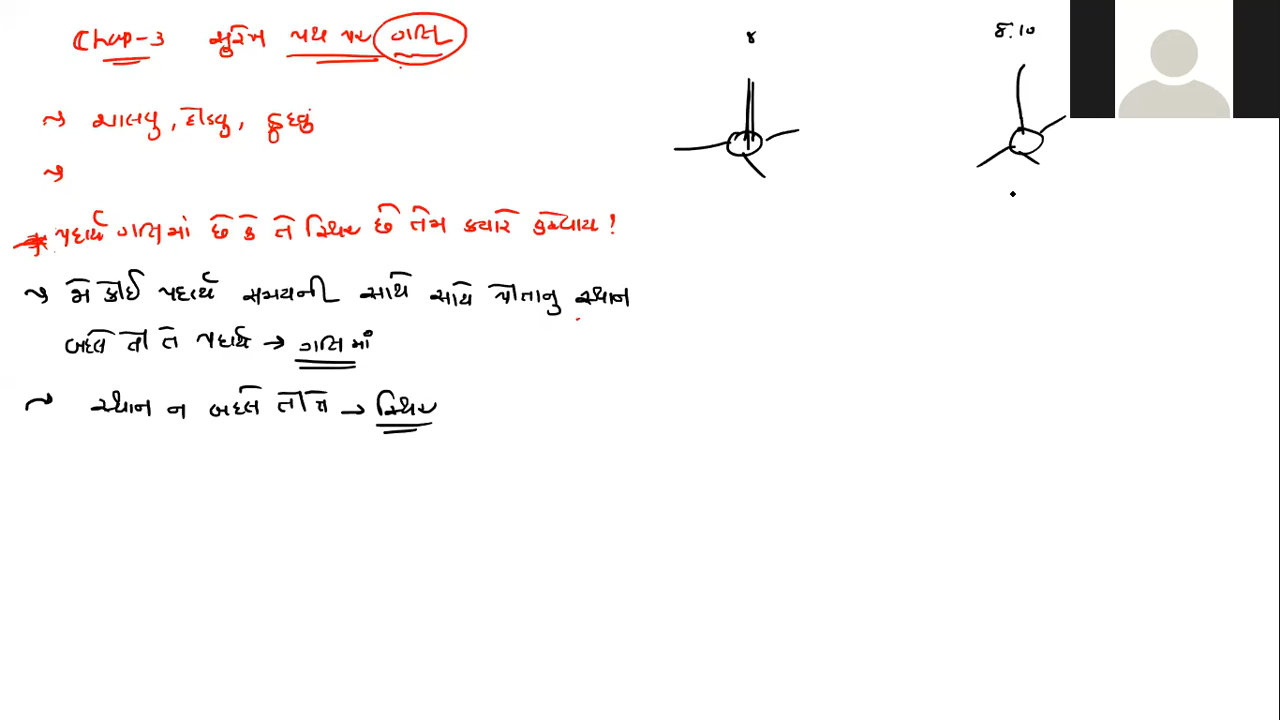 Chap-3 સુરેખ પથ પર ગતિ
→ ચાલવુ, દોડવુ, કુદવું
→
* પદાર્થ ગતિમાં છે કે તે સ્થિર છે તેમ ક્યારે કહેવાય?
→ જે કોઈ પદાર્થ સમયની સાથે સાથે પોતાનુ સ્થાન
બદલે તો તે પદાર્થ → ગતિ માં
→ સ્થાન ન બદલે તો તે → સ્થિર
8
8:10